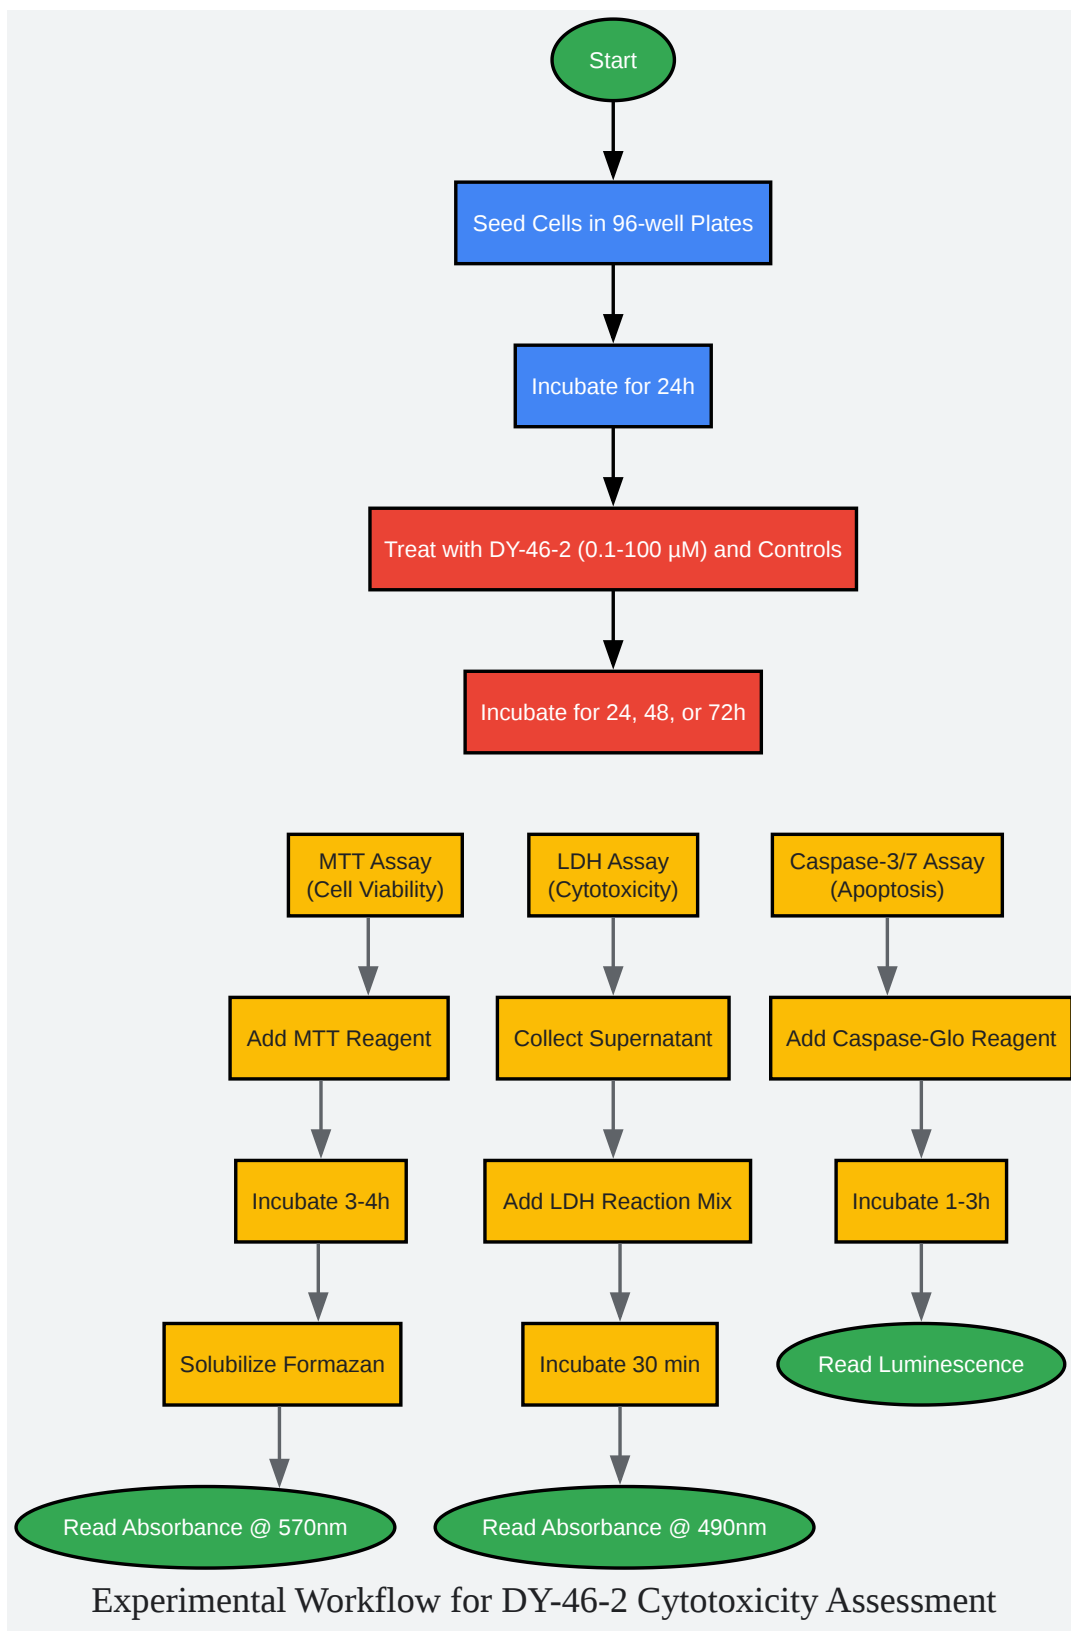 Start
Seed Cells in 96-well Plates
Incubate for 24h
Treat with DY-46-2 (0.1-100 µM) and Controls
Incubate for 24, 48, or 72h
MTT Assay
(Cell Viability)
LDH Assay
(Cytotoxicity)
Caspase-3/7 Assay
(Apoptosis)
Add MTT Reagent
Collect Supernatant
Add Caspase-Glo Reagent
Incubate 3-4h
Add LDH Reaction Mix
Incubate 1-3h
Solubilize Formazan
Incubate 30 min
Read Luminescence
Read Absorbance @ 570nm
Read Absorbance @ 490nm
Experimental Workflow for DY-46-2 Cytotoxicity Assessment